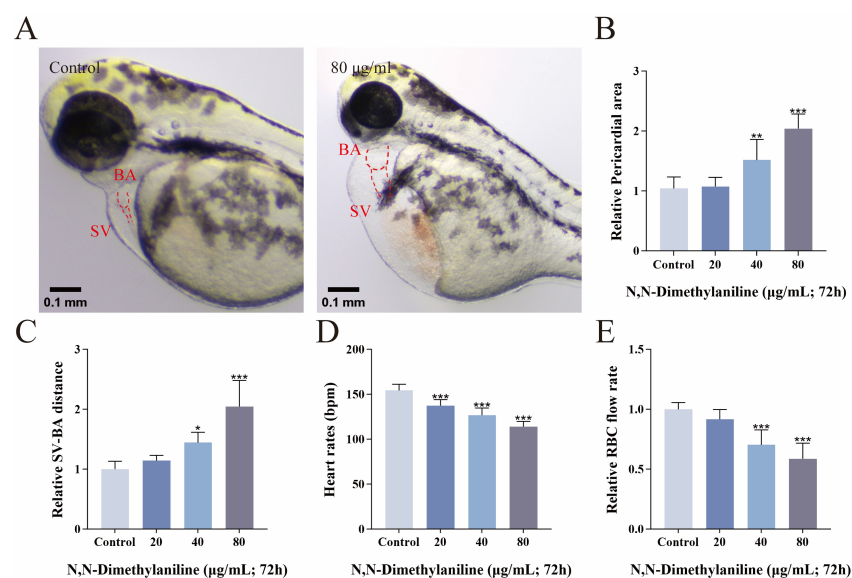 A
Control
BA
SV
0.1 mm
80 μg/ml
BA
SV
0.1 mm
B
Relative Pericardial area
3
2
1
0
** ***
Control 20 40 80
N,N-Dimethylaniline (μg/mL; 72h)
C
Relative SV-BA distance
3
2
1
0
* ***
Control 20 40 80
N,N-Dimethylaniline (μg/mL; 72h)
D
Heart rates (bpm)
200
150
100
50
0
*** *** ***
Control 20 40 80
N,N-Dimethylaniline (μg/mL; 72h)
E
Relative RBC flow rate
1.5
1.0
0.5
0.0
*** ***
Control 20 40 80
N,N-Dimethylaniline (μg/mL; 72h)